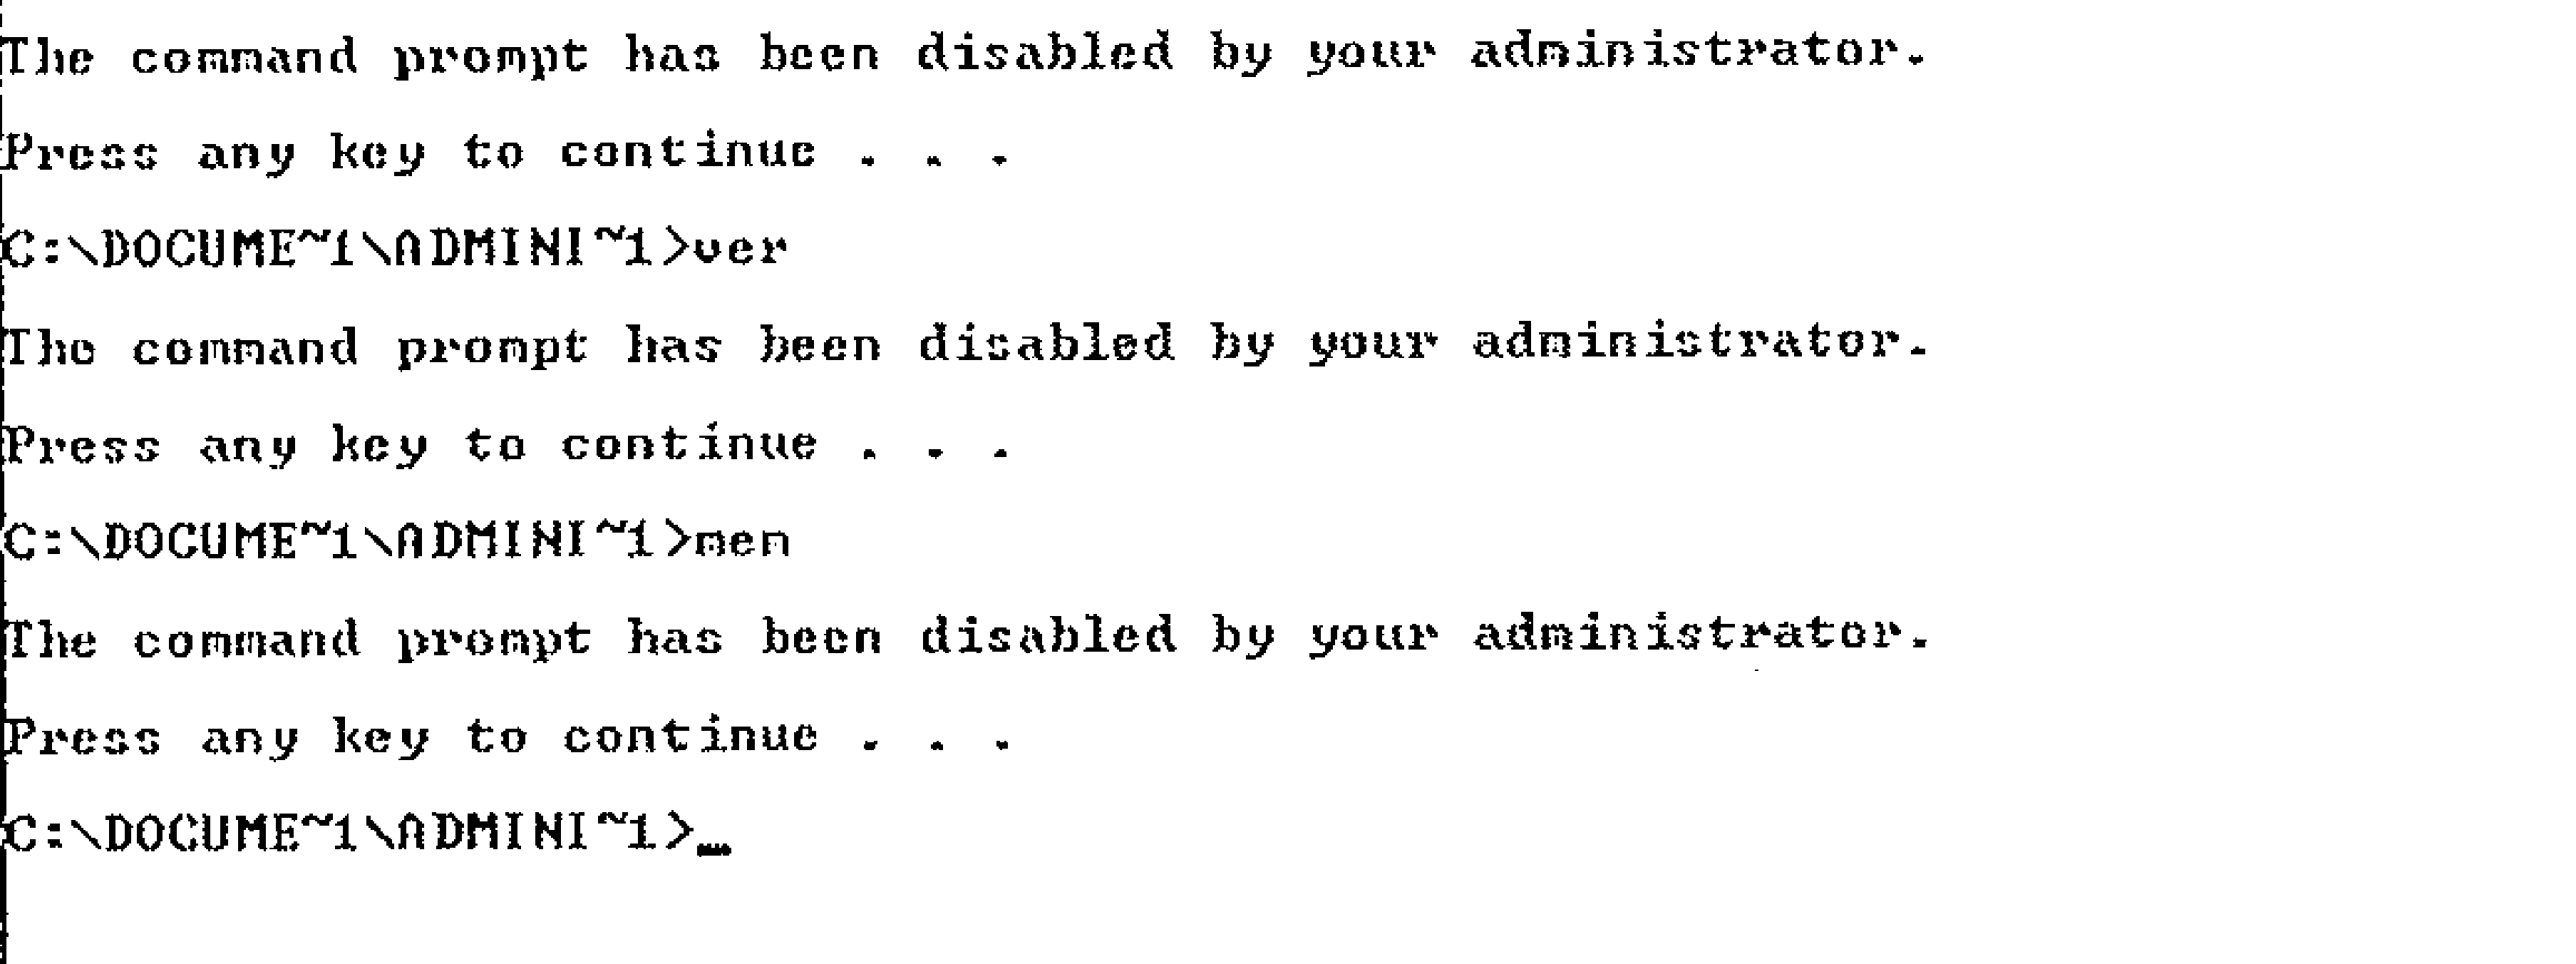 The command prompt has been disabled by your administrator.
Press any key to continue . . .
C:\DOCUME~1\ADMINI~1>ver
The command prompt has been disabled by your administrator.
Press any key to continue . . .
C:\DOCUME~1\ADMINI~1>mem
The command prompt has been disabled by your administrator.
Press any key to continue . . .
C:\DOCUME~1\ADMINI~1>_